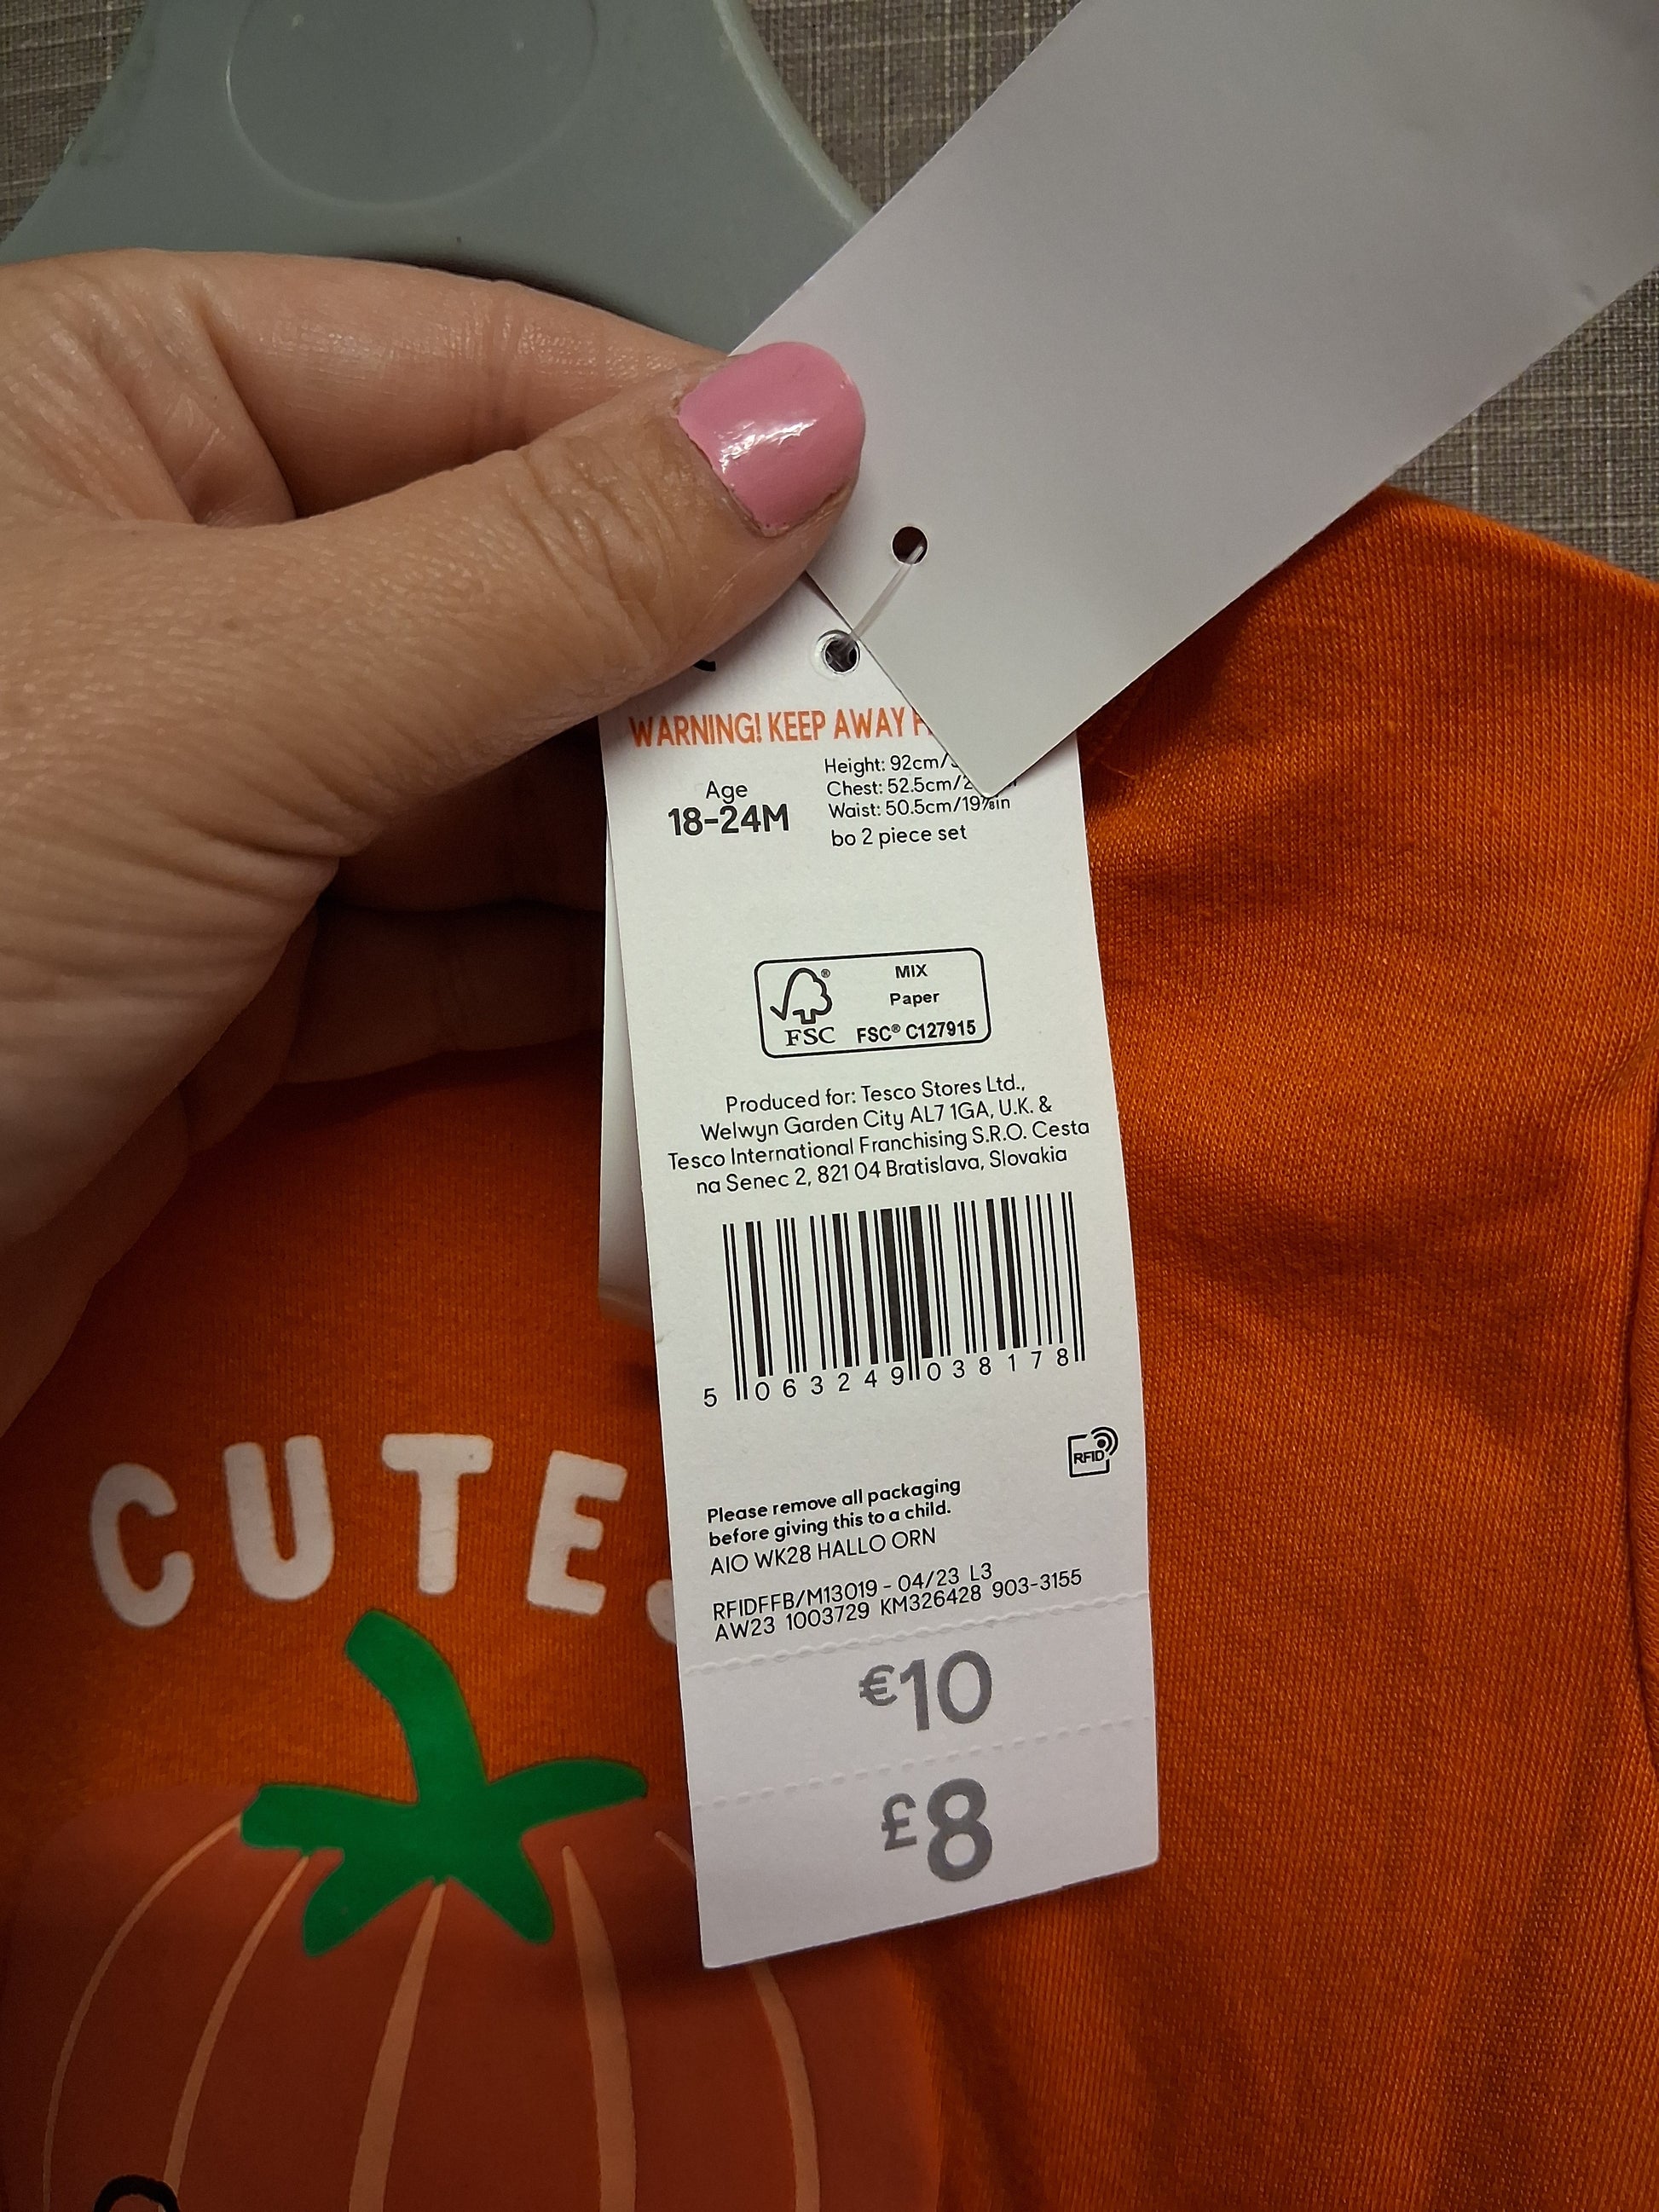 WARNING! KEEP AWAY
Age
18-24M
Height: 92cm/
Chest: 52.5cm/
Waist: 50.5cm/19⅞in
bo 2 piece set
MIX
Paper
FSC® C127915
FSC
Produced for: Tesco Stores Ltd.,
Welwyn Garden City AL7 1GA, U.K. &
Tesco International Franchising S.R.O. Cesta
na Senec 2, 821 04 Bratislava, Slovakia
5 063249 038178
RFID
Please remove all packaging
before giving this to a child.
AIO WK28 HALLO ORN
RFIDFFB/M13019 - 04/23 L3
AW23 1003729 KM326428 903-3155
€10
£8
CUTES